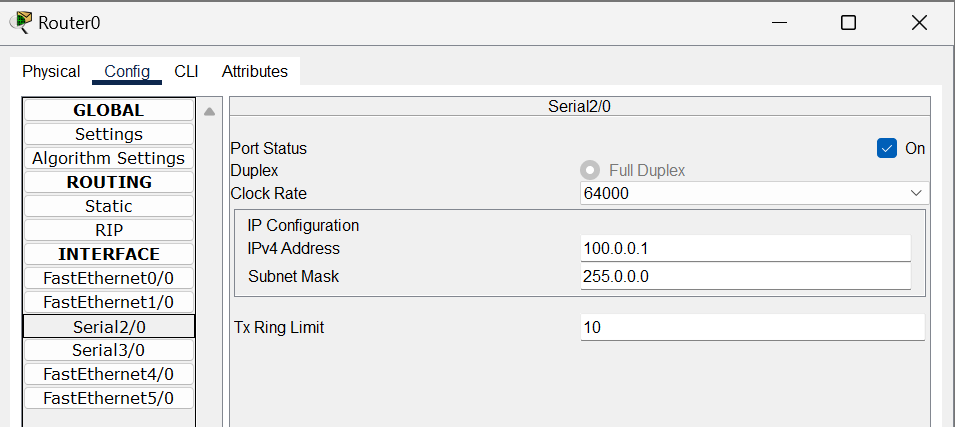 Router0
Physical Config CLI Attributes
GLOBAL
Settings
Algorithm Settings
ROUTING
Static
RIP
INTERFACE
FastEthernet0/0
FastEthernet1/0
Serial2/0
Serial3/0
FastEthernet4/0
FastEthernet5/0
Serial2/0
Port Status On
Duplex Full Duplex
Clock Rate 64000
IP Configuration
IPv4 Address 100.0.0.1
Subnet Mask 255.0.0.0
Tx Ring Limit 10